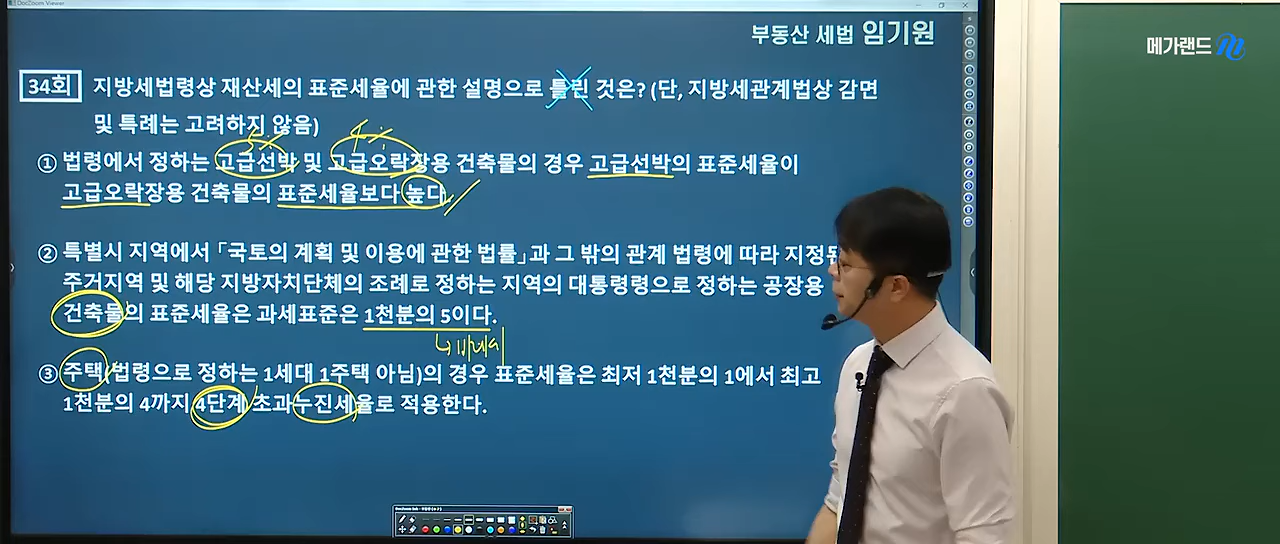 DocZoom Viewer
부동산 세법 임기원
메가랜드
34회 지방세법령상 재산세의 표준세율에 관한 설명으로 틀린 것은? (단, 지방세관계법상 감면
및 특례는 고려하지 않음)
① 법령에서 정하는 고급선박 및 고급오락장용 건축물의 경우 고급선박의 표준세율이
고급오락장용 건축물의 표준세율보다 높다.
② 특별시 지역에서 「국토의 계획 및 이용에 관한 법률」과 그 밖의 관계 법령에 따라 지정된
주거지역 및 해당 지방자치단체의 조례로 정하는 지역의 대통령령으로 정하는 공장용
건축물의 표준세율은 과세표준은 1천분의 5이다.
③ 주택(법령으로 정하는 1세대 1주택 아님)의 경우 표준세율은 최저 1천분의 1에서 최고
1천분의 4까지 4단계 초과누진세율로 적용한다.